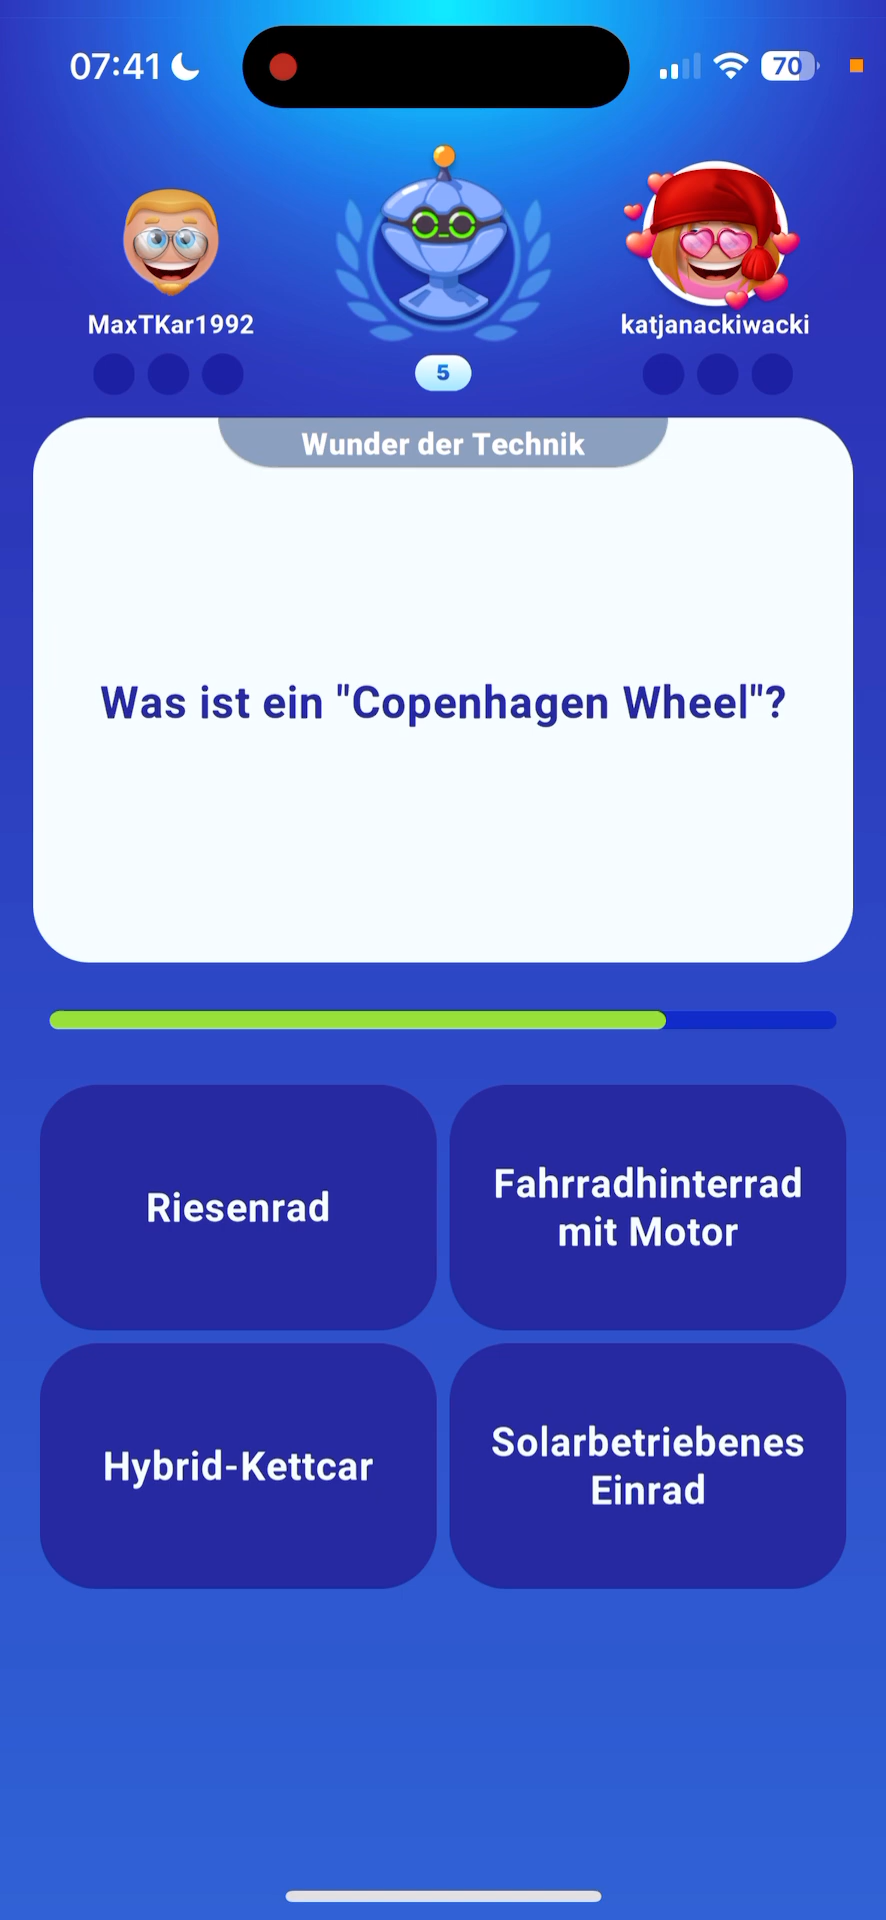 07:41
70
MaxTKar1992
katjanackiwacki
5
Wunder der Technik
Was ist ein "Copenhagen Wheel"?
Riesenrad
Fahrradhinterrad
mit Motor
Hybrid-Kettcar
Solarbetriebenes
Einrad